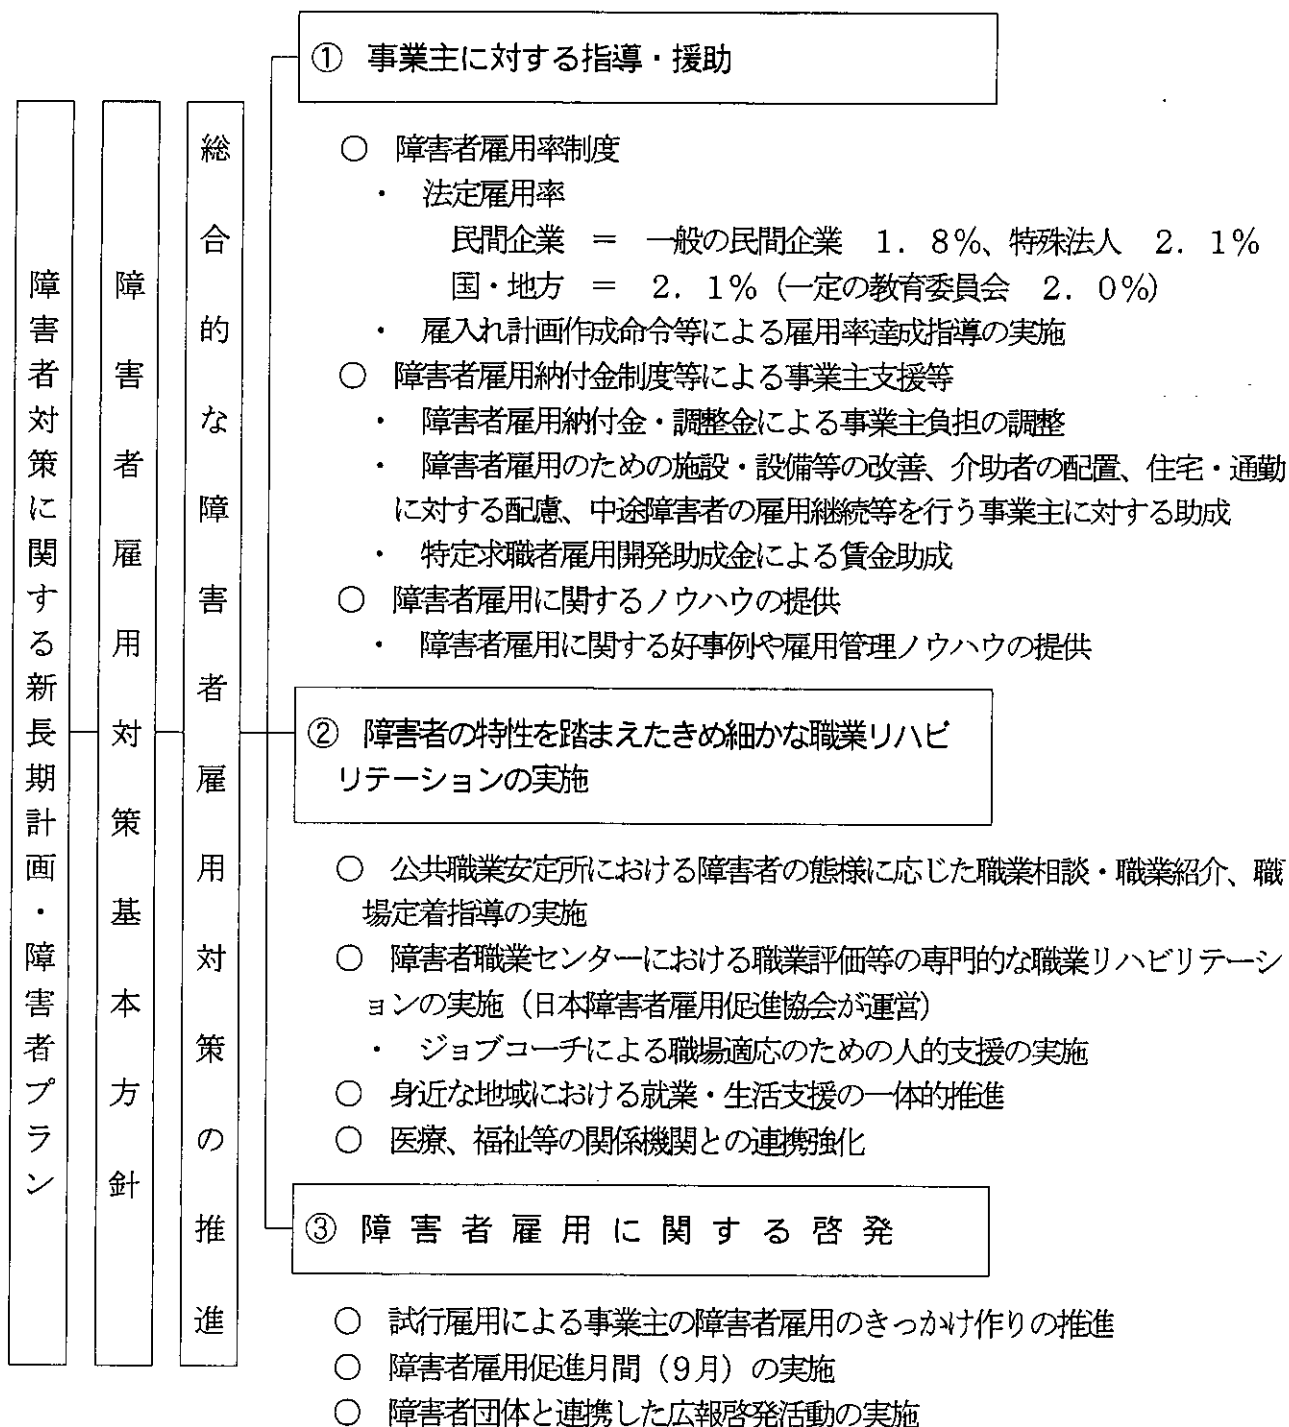 障害者対策に関する新長期計画・障害者プラン
障害者雇用対策基本方針
総合的な障害者雇用対策の推進
① 事業主に対する指導・援助
○ 障害者雇用率制度
・ 法定雇用率
民間企業 = 一般の民間企業 1.8%、特殊法人 2.1%
国・地方 = 2.1%(一定の教育委員会 2.0%)
・ 雇入れ計画作成命令等による雇用率達成指導の実施
○ 障害者雇用納付金制度等による事業主支援等
・ 障害者雇用納付金・調整金による事業主負担の調整
・ 障害者雇用のための施設・設備等の改善、介助者の配置、住宅・通勤
に対する配慮、中途障害者の雇用継続等を行う事業主に対する助成
・ 特定求職者雇用開発助成金による賃金助成
○ 障害者雇用に関するノウハウの提供
・ 障害者雇用に関する好事例や雇用管理ノウハウの提供
② 障害者の特性を踏まえたきめ細かな職業リハビ
リテーションの実施
○ 公共職業安定所における障害者の態様に応じた職業相談・職業紹介、職
場定着指導の実施
○ 障害者職業センターにおける職業評価等の専門的な職業リハビリテーシ
ョンの実施(日本障害者雇用促進協会が運営)
・ ジョブコーチによる職場適応のための人的支援の実施
○ 身近な地域における就業・生活支援の一体的推進
○ 医療、福祉等の関係機関との連携強化
③ 障害者雇用に関する啓発
○ 試行雇用による事業主の障害者雇用のきっかけ作りの推進
○ 障害者雇用促進月間(9月)の実施
○ 障害者団体と連携した広報啓発活動の実施